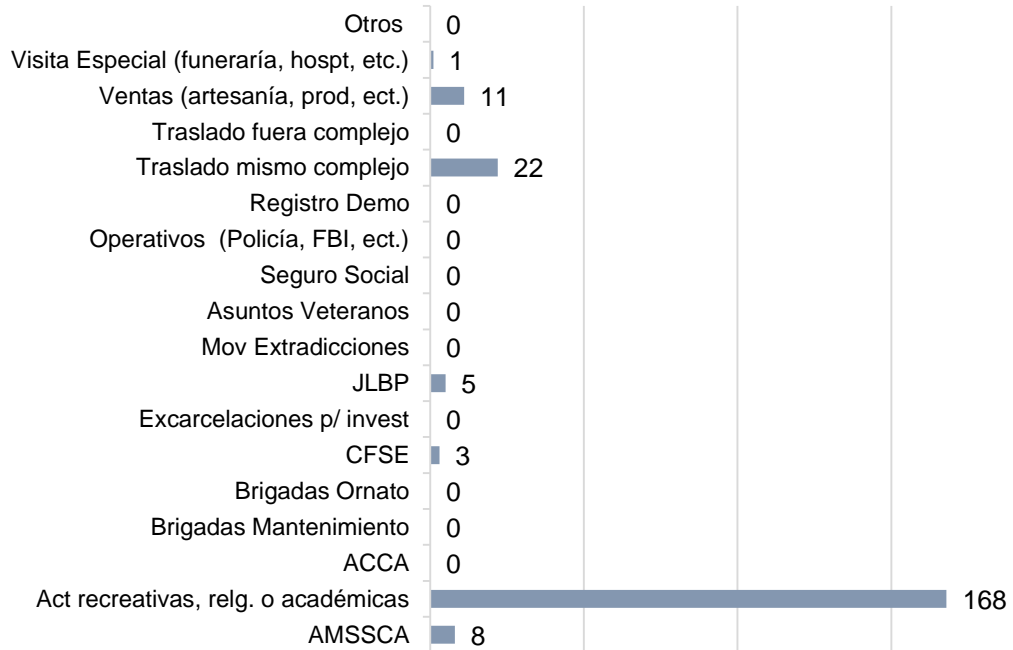 Otros 0
Visita Especial (funeraría, hospt, etc.) 1
Ventas (artesanía, prod, ect.) 11
Traslado fuera complejo 0
Traslado mismo complejo 22
Registro Demo 0
Operativos (Policía, FBI, ect.) 0
Seguro Social 0
Asuntos Veteranos 0
Mov Extradicciones 0
JLBP 5
Excarcelaciones p/ invest 0
CFSE 3
Brigadas Ornato 0
Brigadas Mantenimiento 0
ACCA 0
Act recreativas, relg. o académicas 168
AMSSCA 8